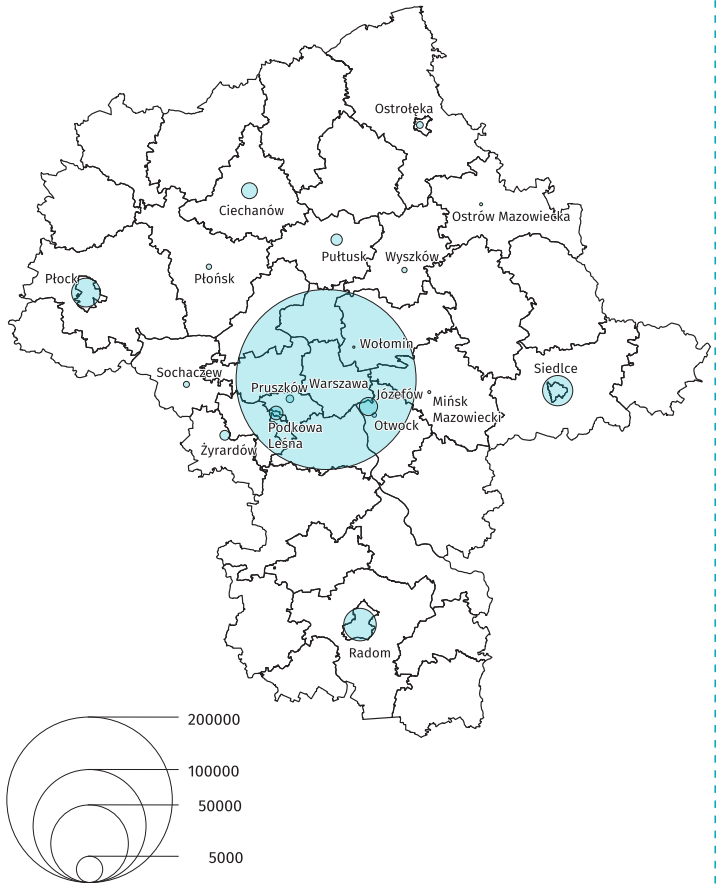 Ostrołęka
Ciechanów
Ostrów Mazowiecka
Pułtusk
Wyszków
Płock
Płońsk
Wołomin
Sochaczew
Siedlce
Pruszków
Warszawa
Józefów
Mińsk
Mazowiecki
Podkowa
Leśna
Otwock
Żyrardów
Radom
200000
100000
50000
5000